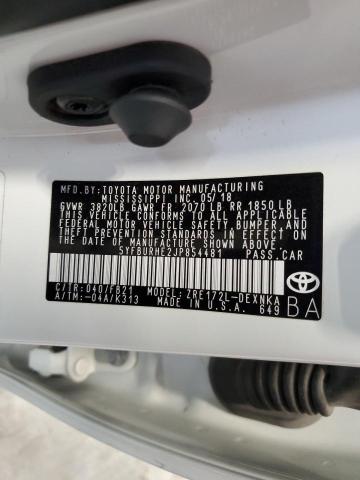 MFD.BY:TOYOTA MOTOR MANUFACTURING
MISSISSIPPI INC. 05/18
GVWR 3820LB GAWR FR 2070LB RR 1850LB
THIS VEHICLE CONFORMS TO ALL APPLICABLE
FEDERAL MOTOR VEHICLE SAFETY,BUMPER,AND
THEFT PREVENTION STANDARDS IN EFFECT ON
THE DATE OF MANUFACTURE SHOWN ABOVE.
5YFBURHE2JP854481 PASS.CAR
C/TR:040/FB21 MODEL:ZRE172L-DEXNKA
A/TM:-04A/K313 MADE IN U.S.A. 649
BA